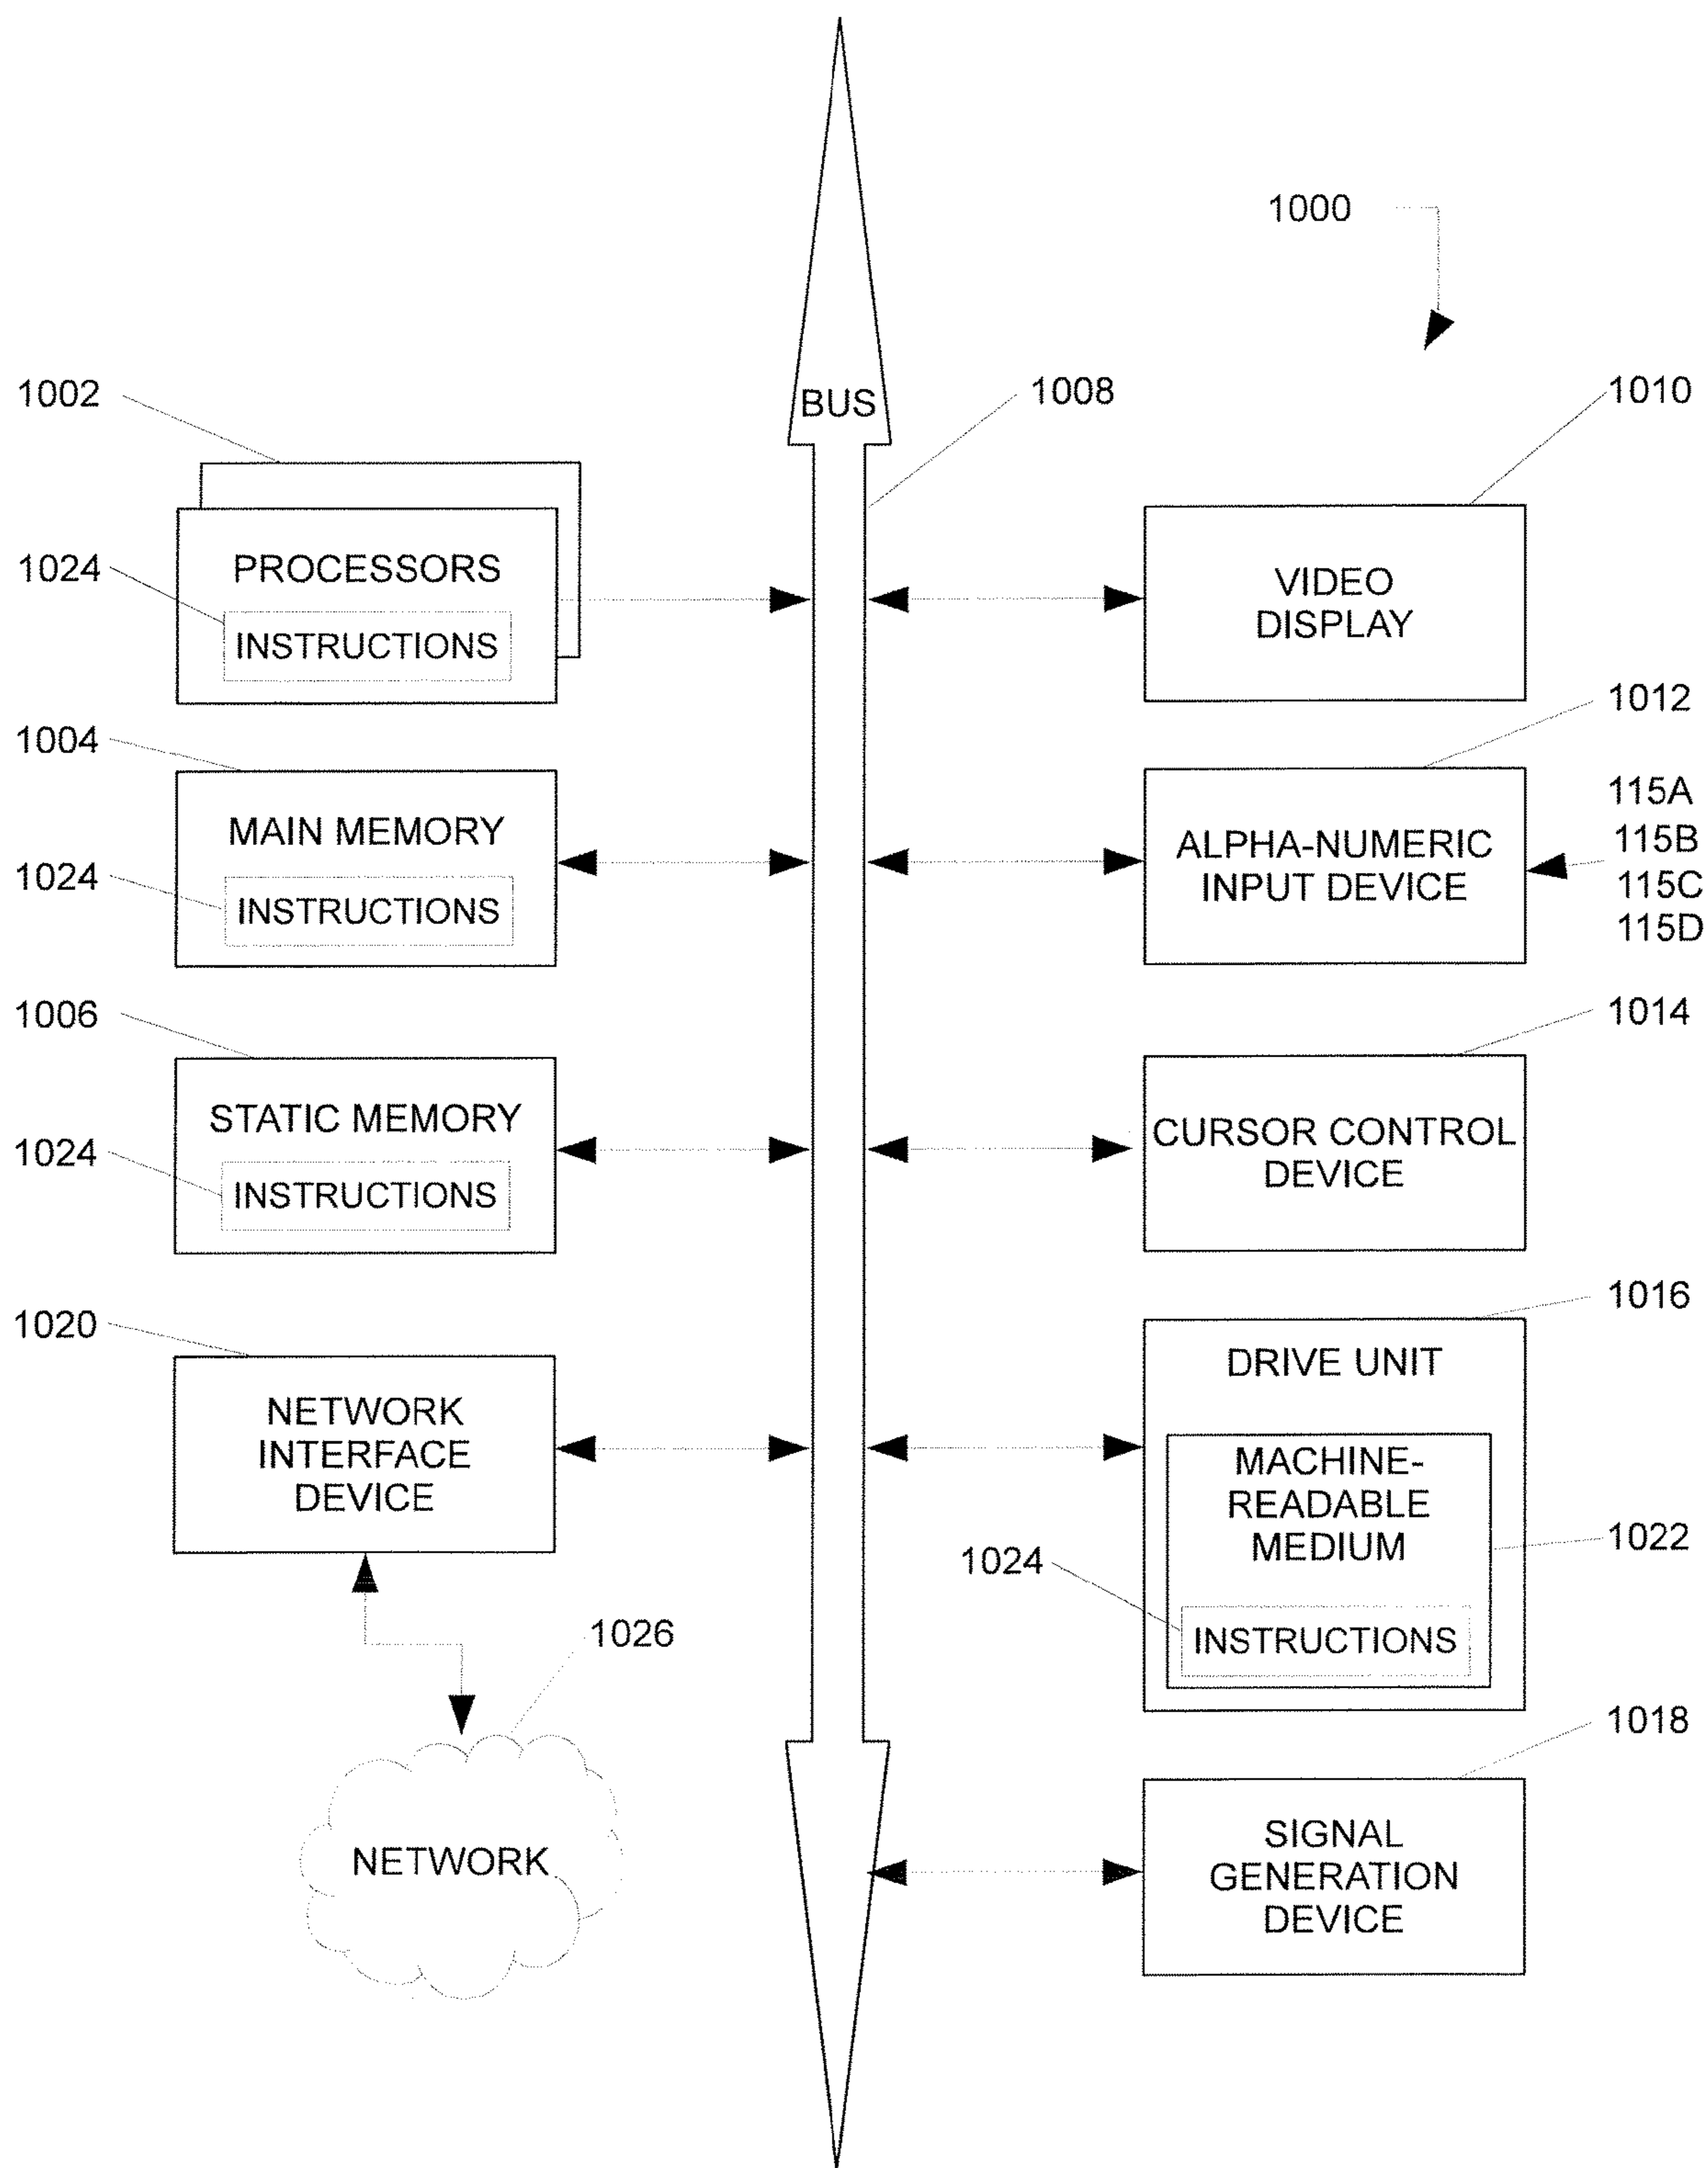 1000
BUS
1002
1008
1010
PROCESSORS
1024
INSTRUCTIONS
VIDEO
DISPLAY
1004
1012
MAIN MEMORY
1024
INSTRUCTIONS
ALPHA-NUMERIC
INPUT DEVICE
115A
115B
115C
115D
1006
1014
STATIC MEMORY
1024
INSTRUCTIONS
CURSOR CONTROL
DEVICE
1020
1016
NETWORK
INTERFACE
DEVICE
DRIVE UNIT
MACHINE-
READABLE
MEDIUM
1022
1024
INSTRUCTIONS
1026
NETWORK
1018
SIGNAL
GENERATION
DEVICE